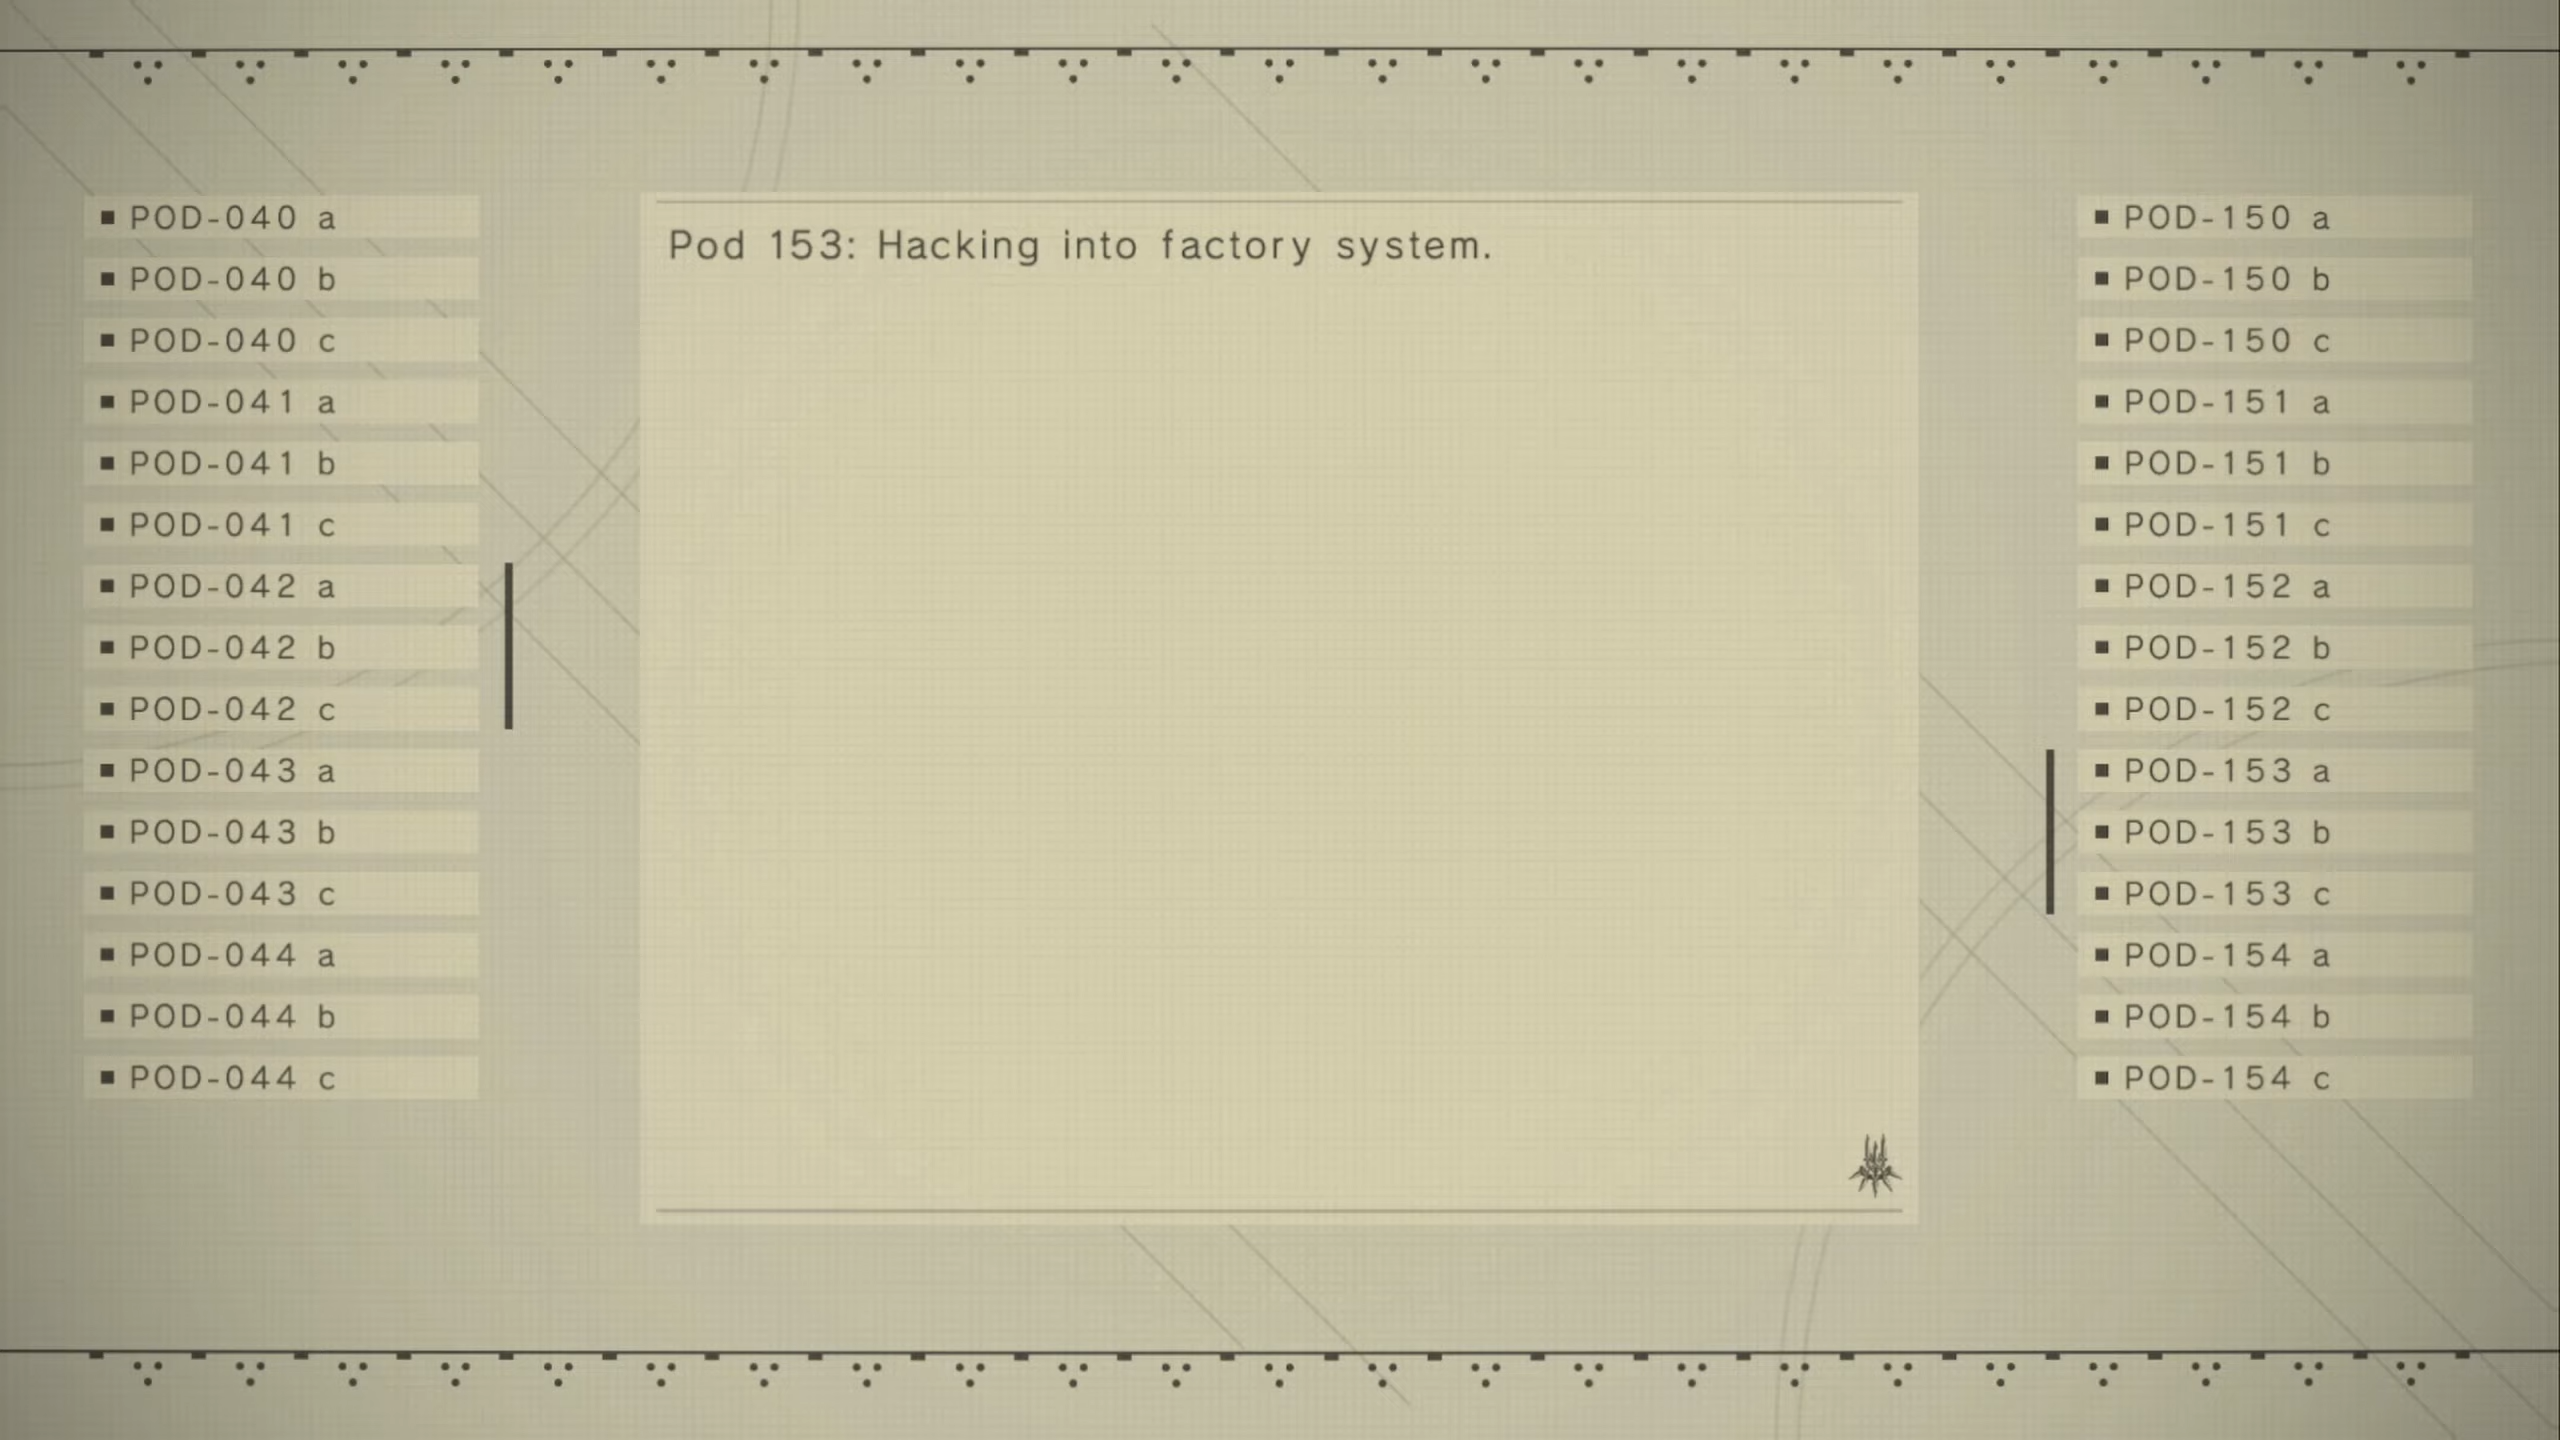 POD-040 a
POD-040 b
POD-040 c
POD-041 a
POD-041 b
POD-041 c
POD-042 a
POD-042 b
POD-042 c
POD-043 a
POD-043 b
POD-043 c
POD-044 a
POD-044 b
POD-044 c
Pod 153: Hacking into factory system.
POD-150 a
POD-150 b
POD-150 c
POD-151 a
POD-151 b
POD-151 c
POD-152 a
POD-152 b
POD-152 c
POD-153 a
POD-153 b
POD-153 c
POD-154 a
POD-154 b
POD-154 c